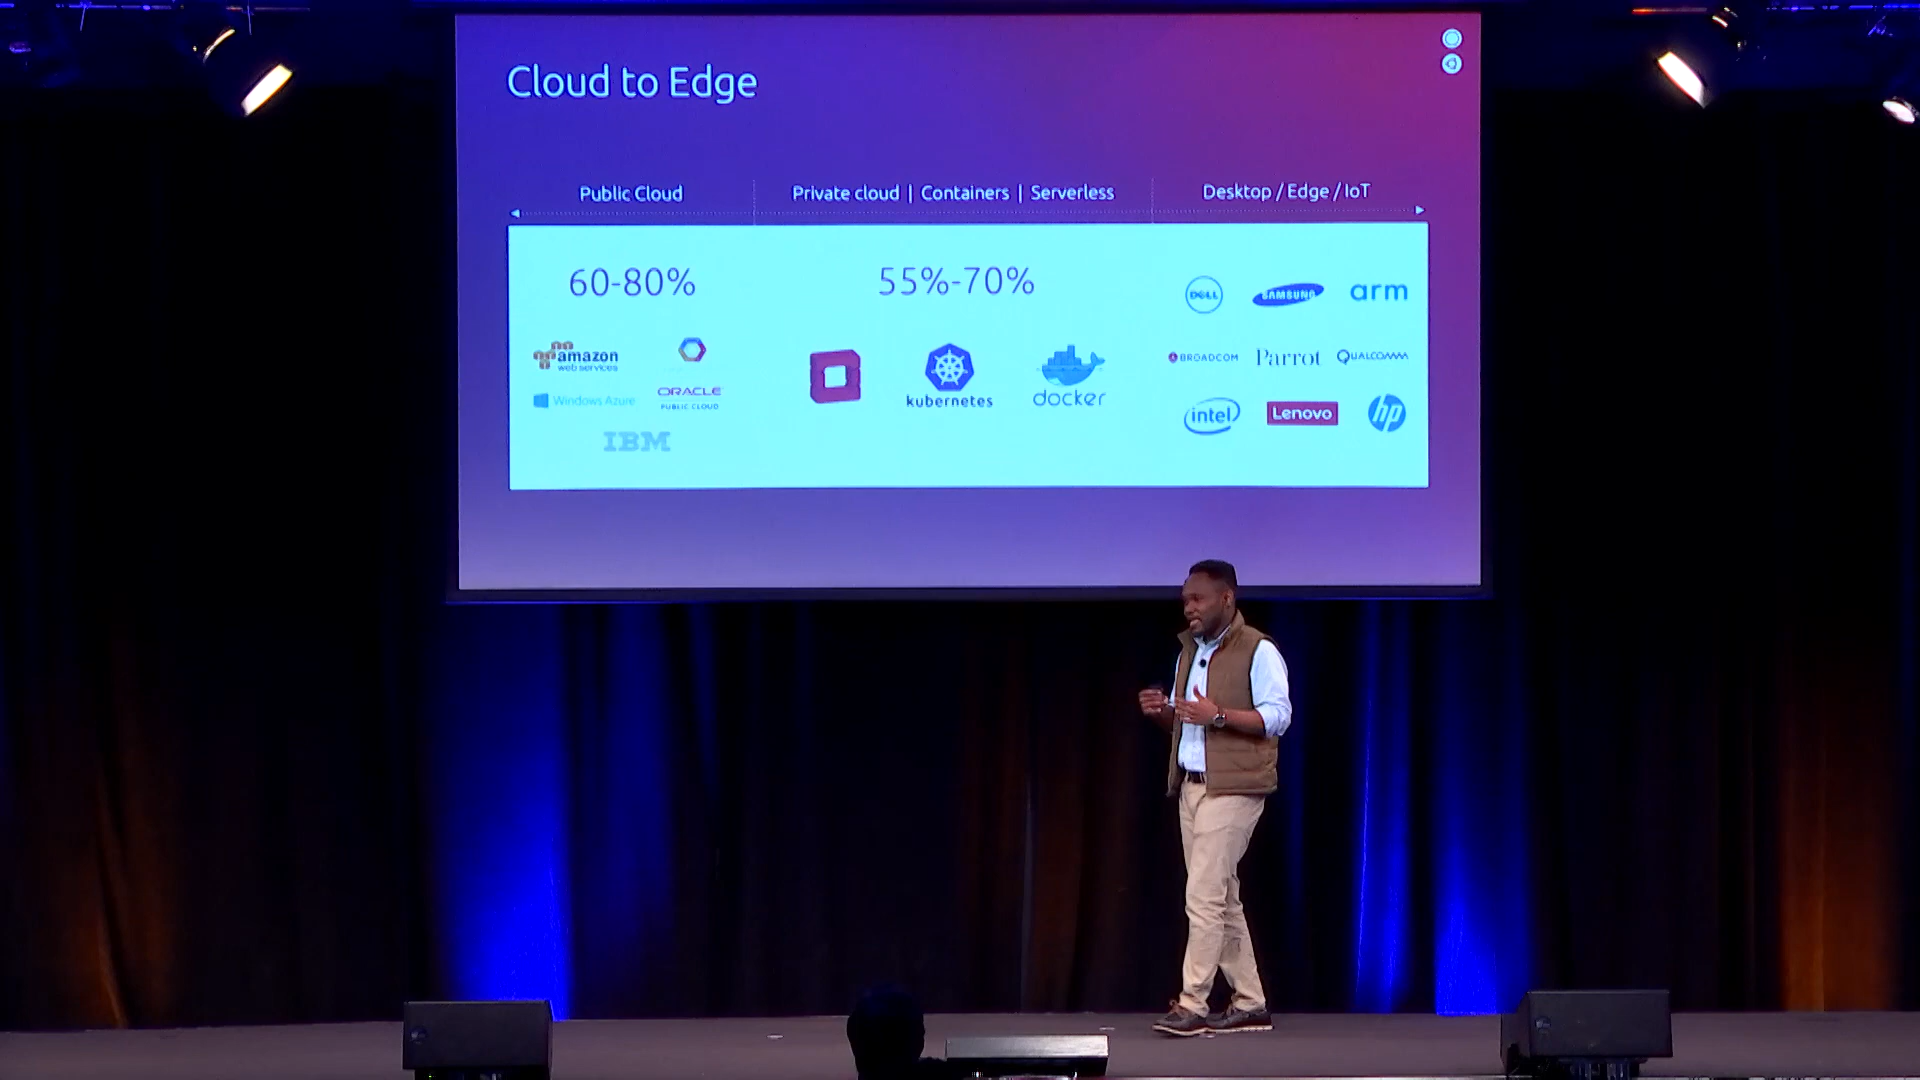 Cloud to Edge
Public Cloud
Private cloud | Containers | Serverless
Desktop / Edge / IoT
60-80%
55%-70%
DELL
SAMSUNG
arm
amazon
web services
BROADCOM
Parrot
QUALCOMM
Windows Azure
ORACLE
PUBLIC CLOUD
kubernetes
docker
intel
Lenovo
hp
IBM